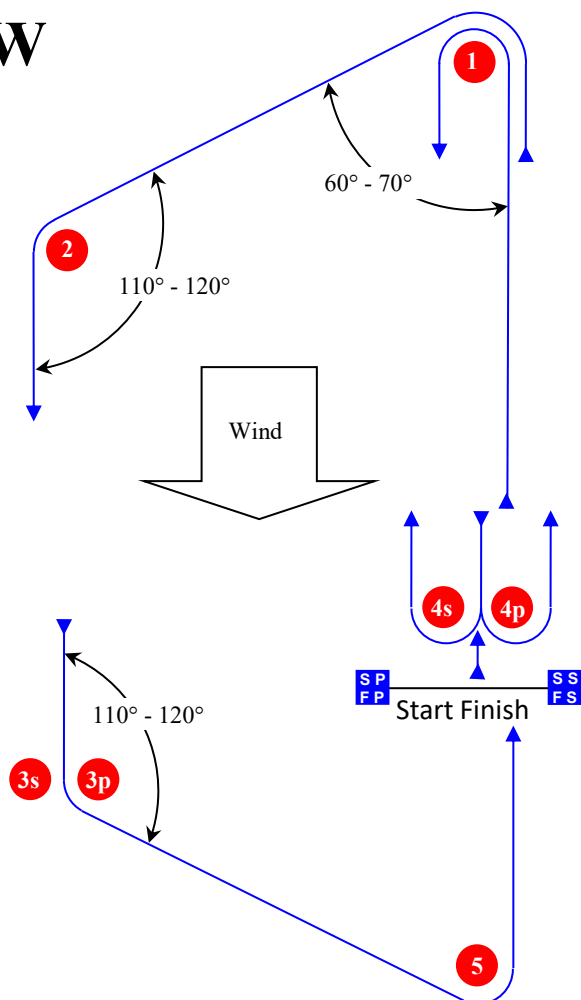 W
1
60° - 70°
2
110° - 120°
Wind
4s
4p
S P
F P
S S
F S
Start Finish
110° - 120°
3s
3p
5